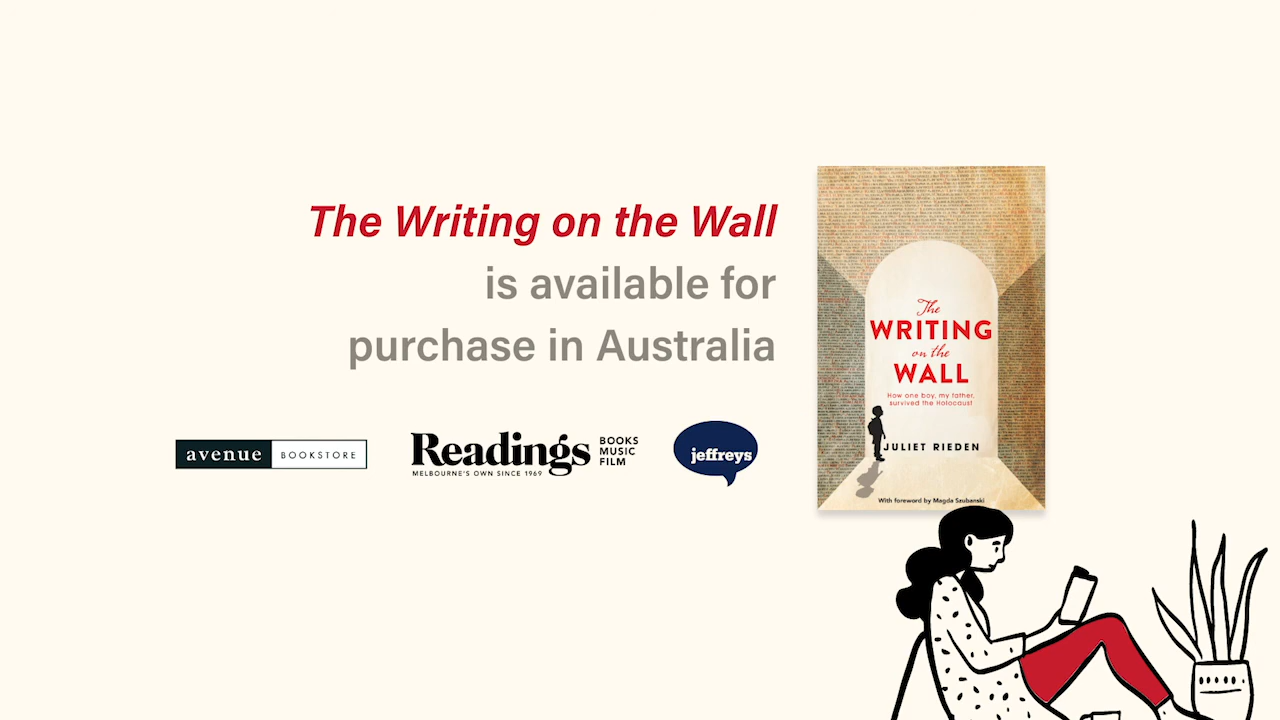 The Writing on the Wall
is available for
purchase in Australia
avenue BOOKSTORE
Readings
BOOKS
MUSIC
FILM
MELBOURNE'S OWN SINCE 1969
jeffreys
The
WRITING
on the
WALL
How one boy, my father,
survived the Holocaust
JULIET RIEDEN
With foreword by Magda Szubanski